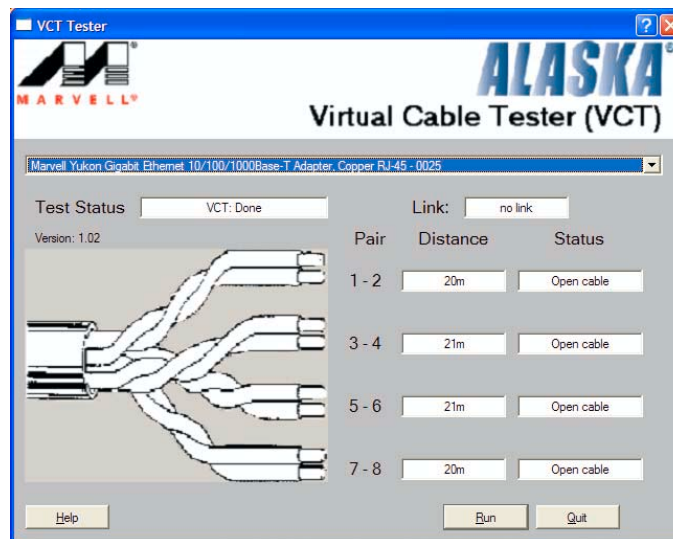 VCT Tester
MARVELL®
ALASKA®
Virtual Cable Tester (VCT)
Marvell Yukon Gigabit Ethernet 10/100/1000Base-T Adapter, Copper RJ-45 - 0025
Test Status VCT: Done Link: no link
Version: 1.02 Pair Distance Status
1 - 2 20m Open cable
3 - 4 21m Open cable
5 - 6 21m Open cable
7 - 8 20m Open cable
Help Run Quit